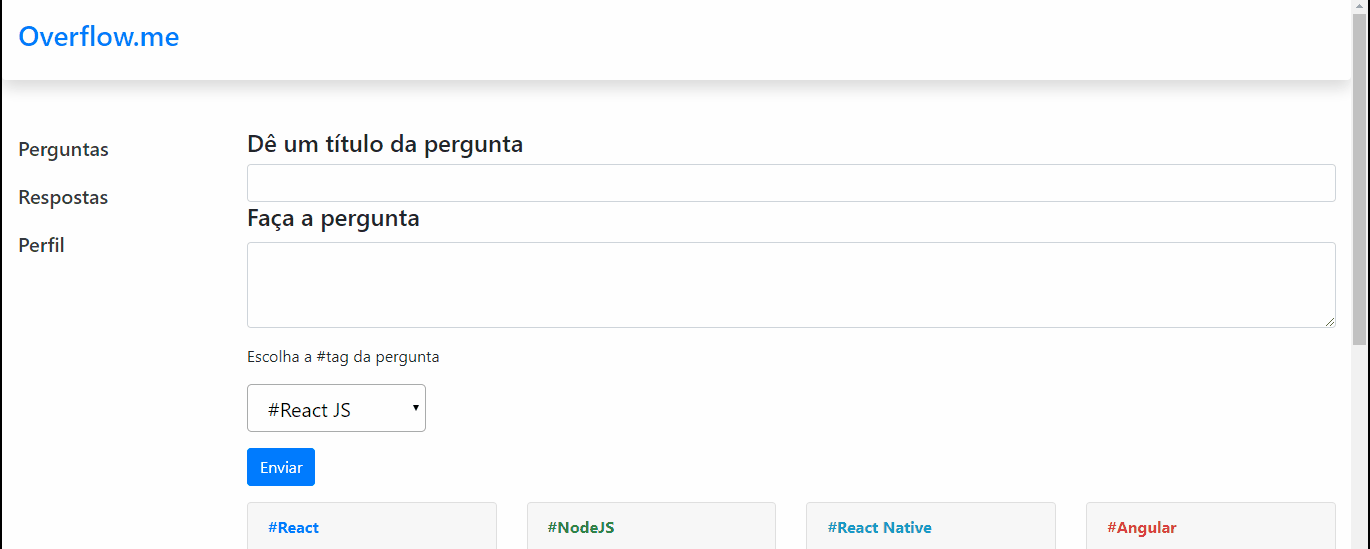 Overflow.me
Perguntas
Respostas
Perfil
Dê um título da pergunta
Faça a pergunta
Escolha a #tag da pergunta
#React JS
Enviar
#React
#NodeJS
#React Native
#Angular